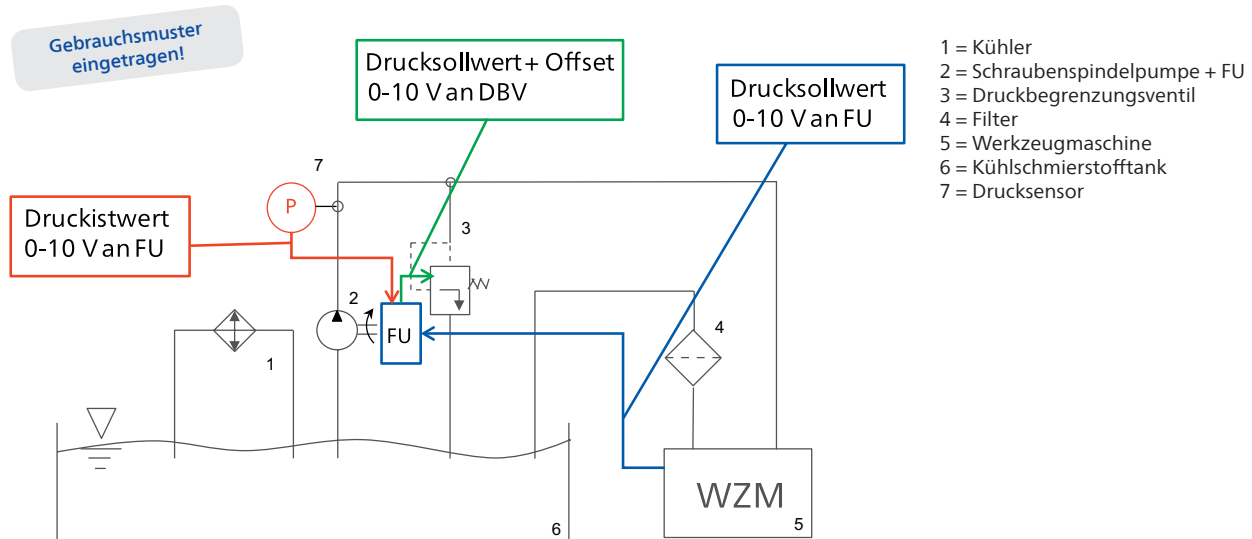 Gebrauchsmuster
eingetragen!
Drucksollwert + Offset
0-10 V an DBV
Drucksollwert
0-10 V an FU
1 = Kühler
2 = Schraubenspindelpumpe + FU
3 = Druckbegrenzungsventil
4 = Filter
5 = Werkzeugmaschine
6 = Kühlschmierstofftank
7 = Drucksensor
7
P
Druckistwert
0-10 V an FU
3
2
FU
4
1
WZM
5
6